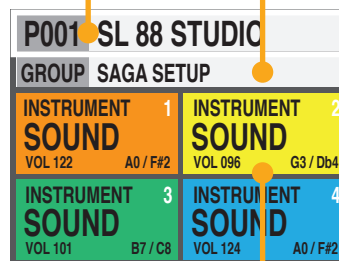 P001 SL 88 STUDIO
GROUP SAGA SETUP
INSTRUMENT 1
SOUND
VOL 122 A0 / F#2
INSTRUMENT 2
SOUND
VOL 096 G3 / Db4
INSTRUMENT 3
SOUND
VOL 101 B7 / C8
INSTRUMENT 4
SOUND
VOL 124 A0 / F#2